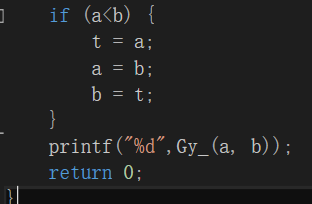 if (a<b) {
t = a;
a = b;
b = t;
}
printf("%d",Gy_(a, b));
return 0;
}